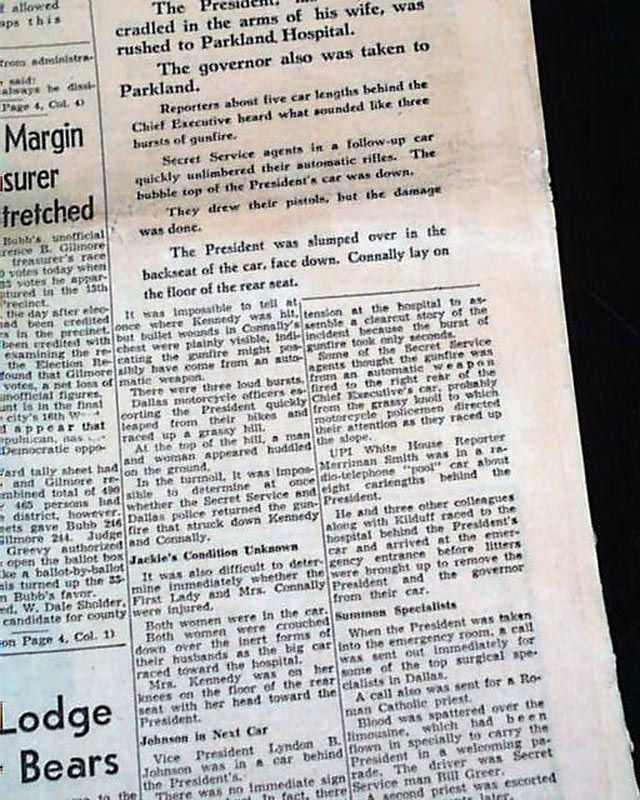 allowed
aps this
from administra-
said:
always be dissi-
Page 4, Col. 4)
Margin
surer
tretched
Bubb's unofficial
rence B. Gilmore
treasurer's race
votes today when
votes he appar-
ptured in the 15th
Precinct.
the day after elec-
had been credited
es in the precinct.
been credited with
examining the re-
the Election Re-
found that Gilmore
votes, a net loss of
unofficial figures.
unt is in the final
city's 18th W
d appear that
epublican, has
Democratic oppo-
Yard tally sheet had
and Gilmore re-
mbined total of 490
465 persons had
district, however.
eets gave Bubb 246
Gilmore 244. Judge
Greevy authorized
open the ballot box
ke a ballot-by-ballot
is turned up the 35-
n Bubb's favor.
ed, W. Dale Sholder,
candidate for county
on Page 4, Col. 1)
Lodge
Bears
to the
The President,
cradled in the arms of his wife, was
rushed to Parkland Hospital.
The governor also was taken to
Parkland.
Reporters about five car lengths behind the
Chief Executive heard what sounded like three
bursts of gunfire.
Secret Service agents in a follow-up car
quickly unlimbered their automatic rifles. The
bubble top of the President's car was down.
They drew their pistols, but the damage
was done.
The President was slumped over in the
backseat of the car, face down. Connally lay on
the floor of the rear seat.
It was impossible to tell at
once where Kennedy was hit,
but bullet wounds in Connally's
chest were plainly visible, indi-
cating the gunfire might pos-
sibly have come from an auto-
matic weapon.
There were three loud bursts.
Dallas motorcycle officers es-
corting the President quickly
leaped from their bikes and
raced up a grassy hill.
At the top of the hill, a man
and woman appeared huddled
on the ground.
In the turmoil, it was impos-
sible to determine at once
whether the Secret Service and
Dallas police returned the gun-
fire that struck down Kennedy
and Connally.
Jackie's Condition Unknown
It was also difficult to deter-
mine immediately whether the
First Lady and Mrs. Connally
were injured.
Both women were in the car.
Both women were crouched
down over the inert forms of
their husbands as the big car
raced toward the hospital.
Mrs. Kennedy was on her
knees on the floor of the rear
seat with her head toward the
President.
Johnson in Next Car
Vice President Lyndon B.
Johnson was in a car behind
the President's.
There was no immediate sign
In fact, there
tension at the hospital to as-
semble a clearcut story of the
incident because the burst of
gunfire took only seconds.
Some of the Secret Service
agents thought the gunfire was
from an automatic weapon
fired to the right rear of the
Chief Executive's car, probably
from the grassy knoll to which
motorcycle policemen directed
their attention as they raced up
the slope.
UPI White House Reporter
Merriman Smith was in a ra-
dio-telephone "pool" car about
eight carlengths behind the
President.
He and three other colleagues
along with Kilduff raced to the
hospital behind the President's
car and arrived at the emer-
gency entrance before litters
were brought up to remove the
President and the governor
from their car.
Summon Specialists
When the President was taken
into the emergency room, a call
was sent out immediately for
some of the top surgical spe-
cialists in Dallas.
A call also was sent for a Ro-
man Catholic priest.
Blood was spattered over the
limousine, which had been
flown in specially to carry the
President in a welcoming pa-
rade. The driver was Secret
Service man Bill Greer.
A second priest was escorted
later.